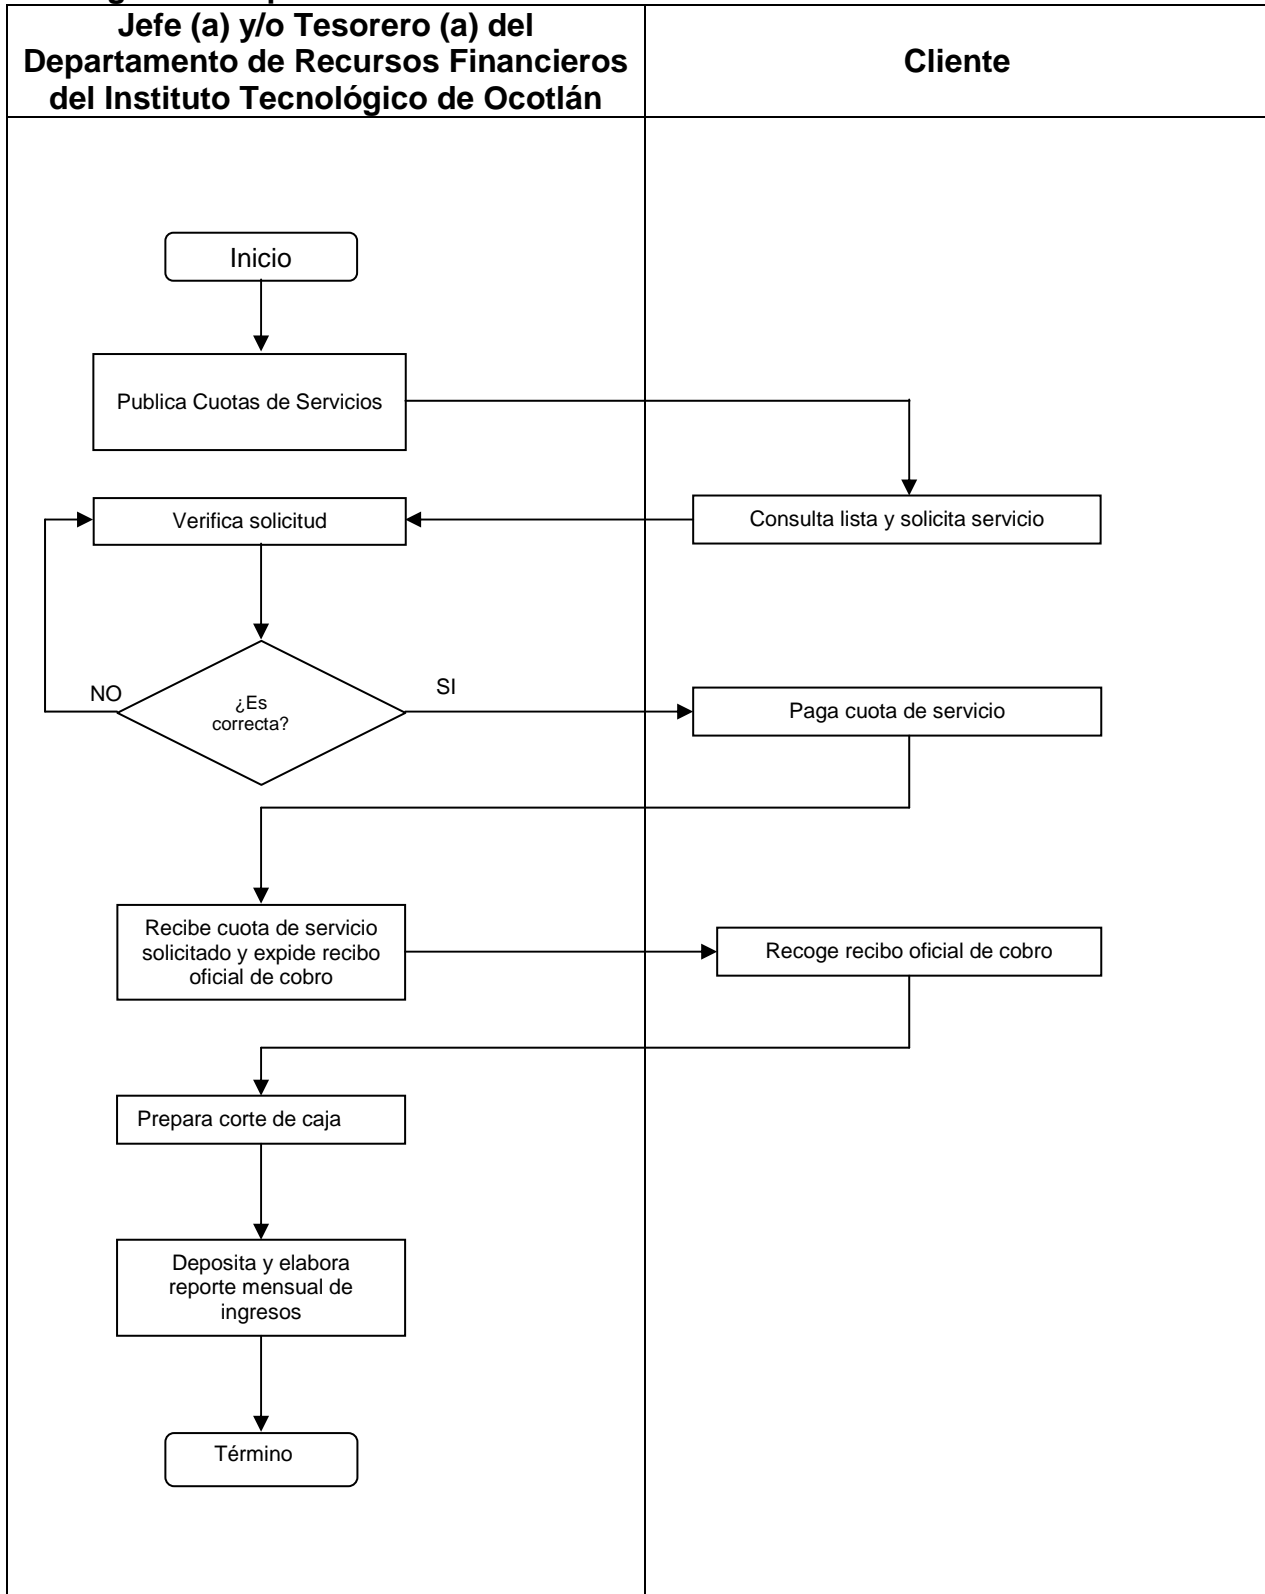 Jefe (a) y/o Tesorero (a) del
Departamento de Recursos Financieros
del Instituto Tecnológico de Ocotlán
Cliente
Inicio
Publica Cuotas de Servicios
Consulta lista y solicita servicio
Verifica solicitud
NO
¿Es
correcta?
SI
Paga cuota de servicio
Recibe cuota de servicio
solicitado y expide recibo
oficial de cobro
Recoge recibo oficial de cobro
Prepara corte de caja
Deposita y elabora
reporte mensual de
ingresos
Término